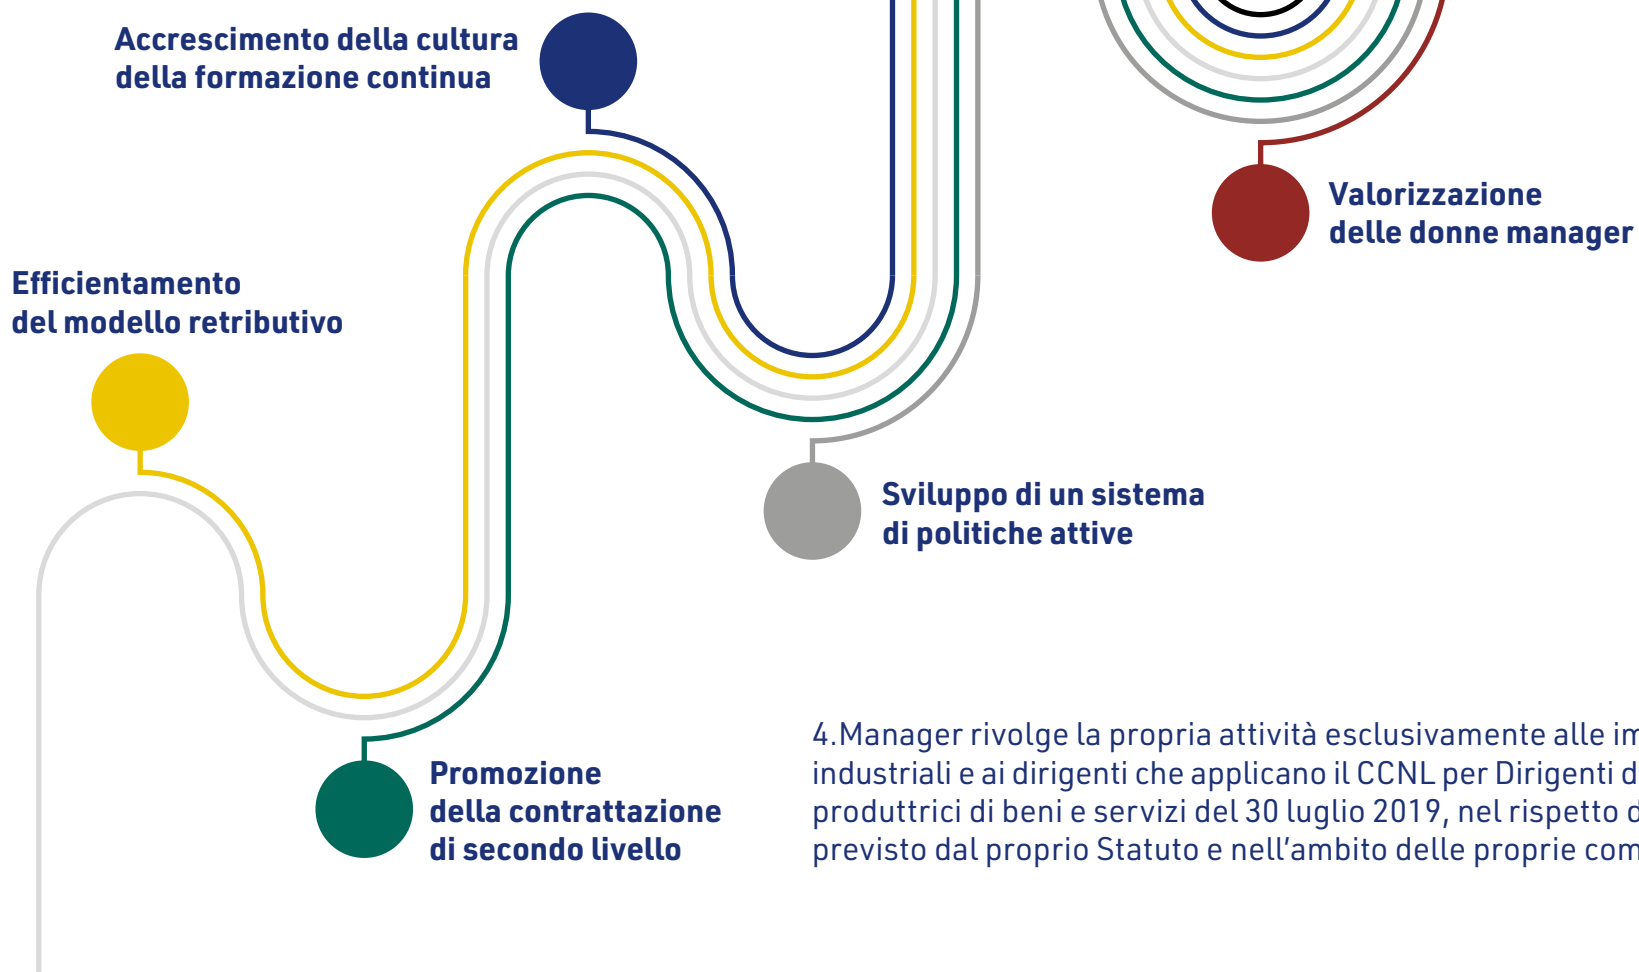 Accrescimento della cultura
della formazione continua
Valorizzazione
delle donne manager
Efficientamento
del modello retributivo
Sviluppo di un sistema
di politiche attive
Promozione
della contrattazione
di secondo livello
4.Manager rivolge la propria attività esclusivamente alle
industriali e ai dirigenti che applicano il CCNL per Dirigenti
produttrici di beni e servizi del 30 luglio 2019, nel rispetto
previsto dal proprio Statuto e nell'ambito delle proprie